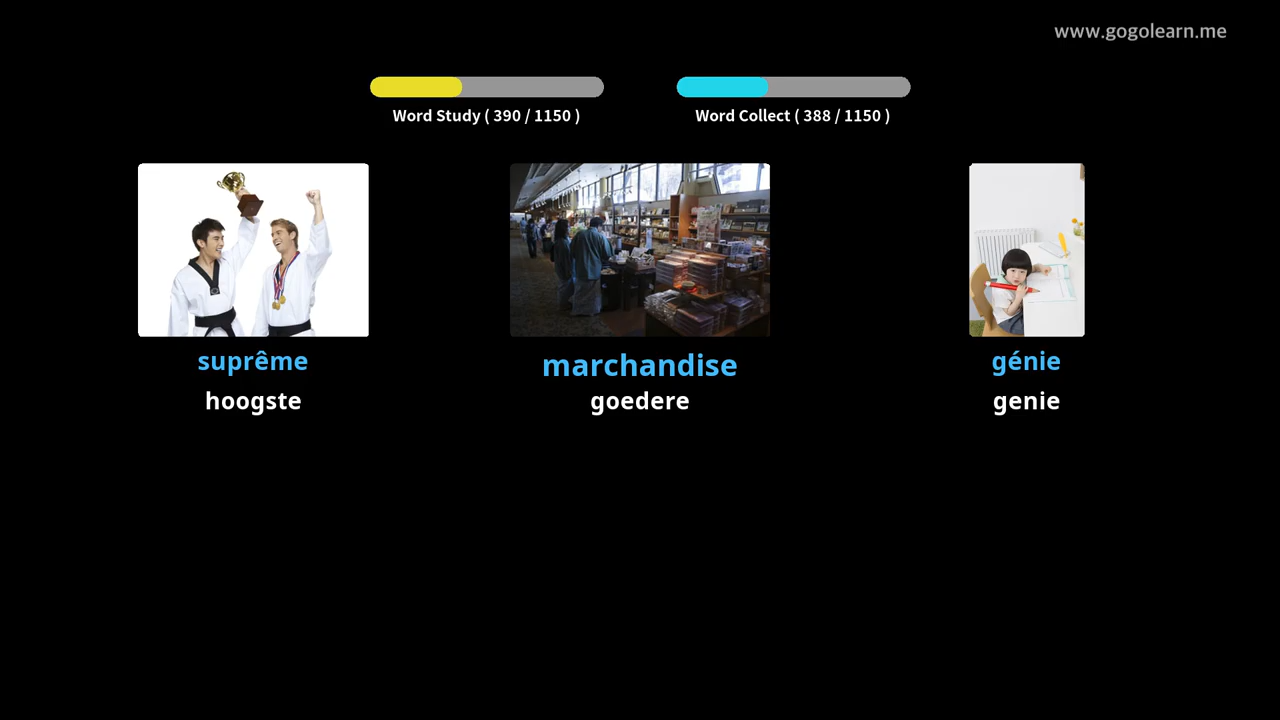 www.gogolearn.me
Word Study ( 390 / 1150 )
Word Collect ( 388 / 1150 )
suprême
hoogste
marchandise
goedere
génie
genie